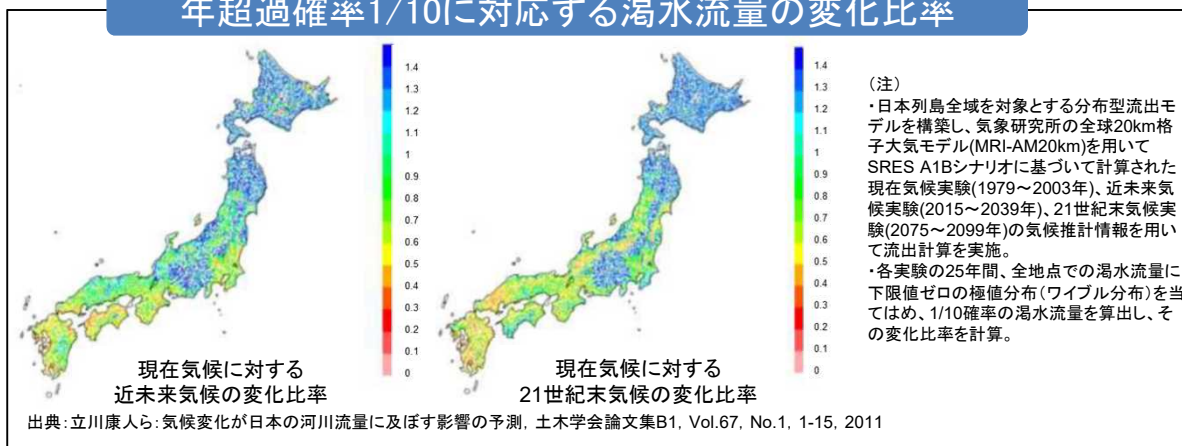 年超過確率1/10に対応する渇水流量の変化比率
1.4
1.3
1.2
1.1
1
0.9
0.8
0.7
0.6
0.5
0.4
0.3
0.2
0.1
0
現在気候に対する
近未来気候の変化比率
1.4
1.3
1.2
1.1
1
0.9
0.8
0.7
0.6
0.5
0.4
0.3
0.2
0.1
0
現在気候に対する
21世紀末気候の変化比率
(注)
・日本列島全域を対象とする分布型流出モ
デルを構築し、気象研究所の全球20km格
子大気モデル(MRI-AM20km)を用いて
SRES A1Bシナリオに基づいて計算された
現在気候実験(1979～2003年)、近未来気
候実験(2015～2039年)、21世紀末気候実
験(2075～2099年)の気候推計情報を用い
て流出計算を実施。
・各実験の25年間、全地点での渇水流量に
下限値ゼロの極値分布(ワイブル分布)を当
てはめ、1/10確率の渇水流量を算出し、そ
の変化比率を計算。
出典：立川康人ら：気候変化が日本の河川流量に及ぼす影響の予測, 土木学会論文集B1, Vol.67, No.1, 1-15, 2011